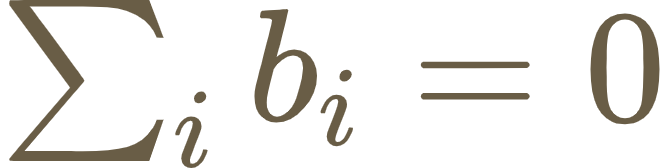 ∑ᵢ bᵢ = 0